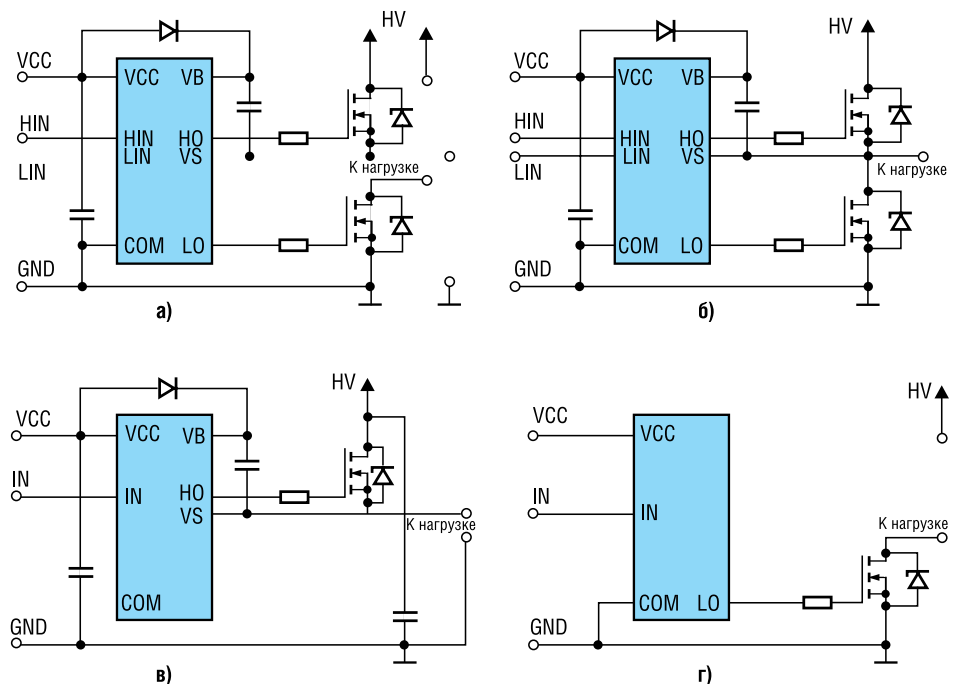 HV
VCC
VCC
VB
HIN
HIN
HO
LIN
VS
LIN
К нагрузке
COM
LO
GND
а)
HV
VCC
VCC
VB
HIN
HIN
HO
LIN
VS
LIN
К нагрузке
COM
LO
GND
б)
HV
VCC
VCC
VB
IN
IN
HO
VS
К нагрузке
COM
GND
в)
HV
VCC
VCC
IN
IN
К нагрузке
COM
LO
GND
г)